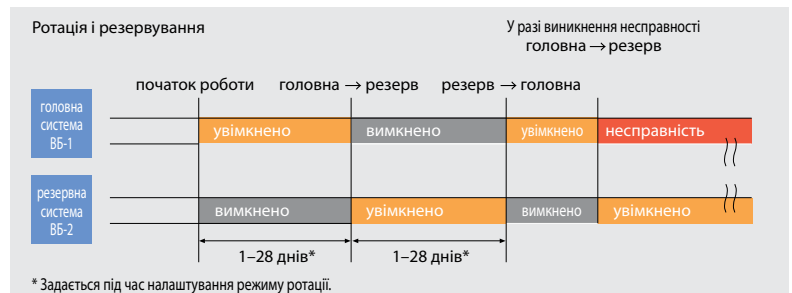 Ротація і резервування
У разі виникнення несправності
головна → резерв
початок роботи головна → резерв резерв → головна
головна
система
ВБ-1
увімкнено вимкнено увімкнено несправність
резервна
система
ВБ-2
вимкнено увімкнено вимкнено увімкнено
1–28 днів* 1–28 днів*
* Задається під час налаштування режиму ротації.